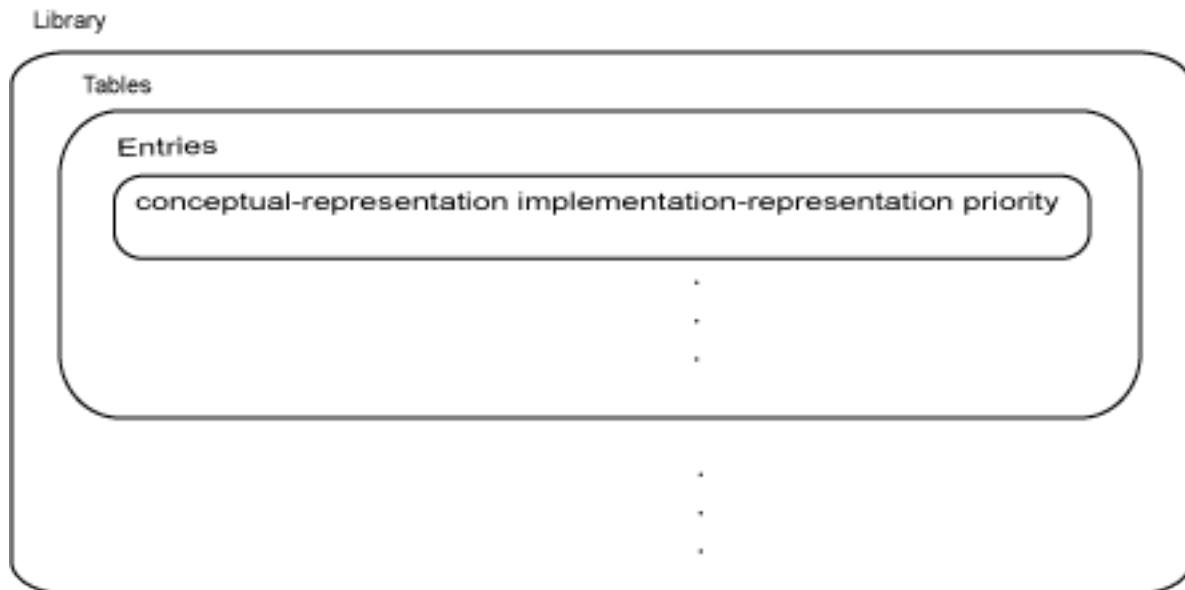 Library
Tables
Entries
conceptual-representation implementation-representation priority